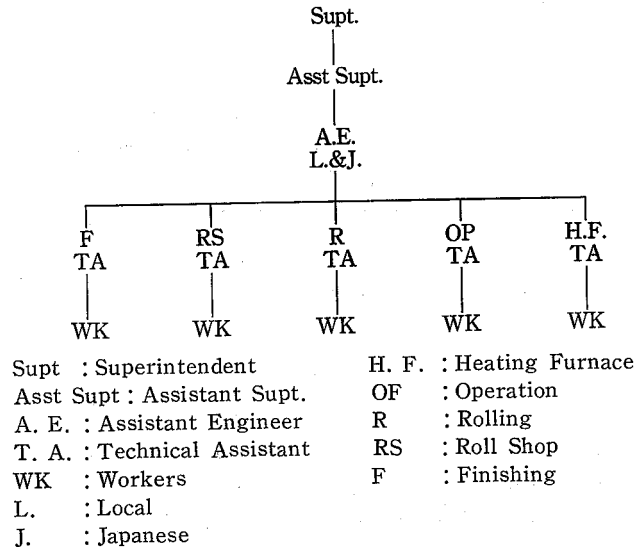 Supt.
Asst Supt.
A.E.
L.&J.
F RS R OP H.F.
TA TA TA TA TA
WK WK WK WK WK
Supt : Superintendent
Asst Supt : Assistant Supt.
A. E. : Assistant Engineer
T. A. : Technical Assistant
WK : Workers
L. : Local
J. : Japanese
H. F. : Heating Furnace
OF : Operation
R : Rolling
RS : Roll Shop
F : Finishing